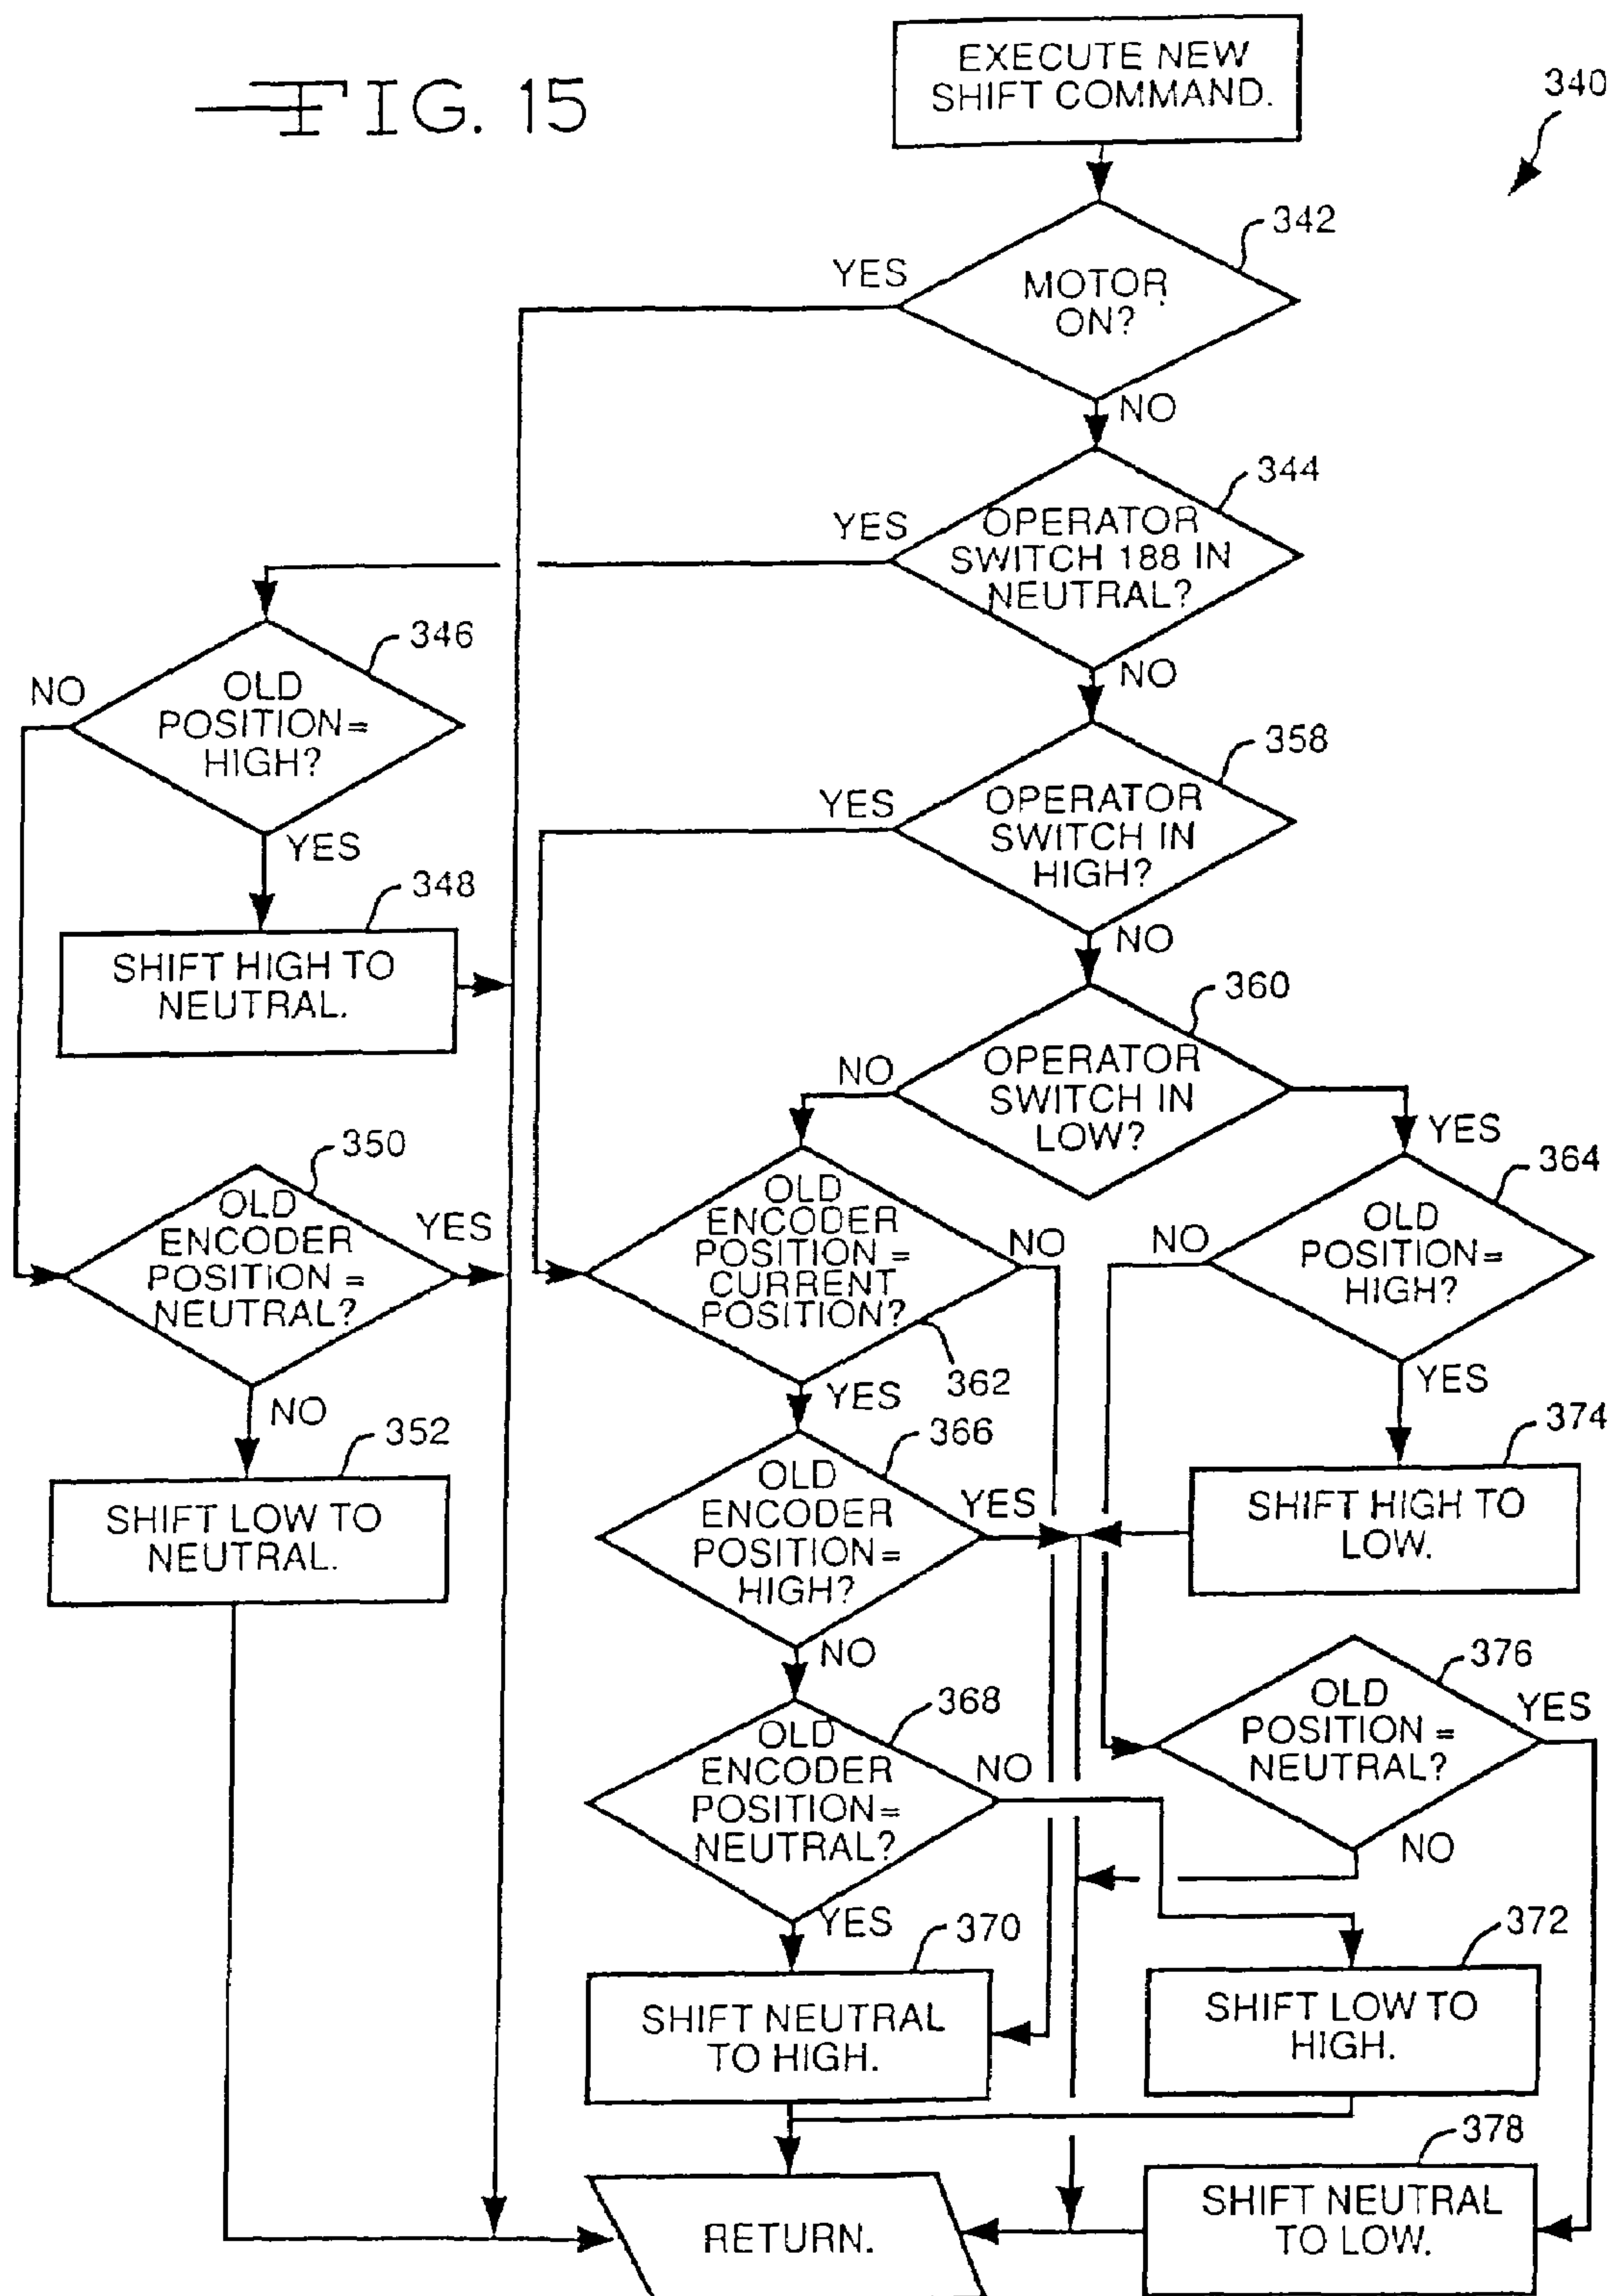 FIG. 15
EXECUTE NEW
SHIFT COMMAND.
340
342
YES
MOTOR
ON?
NO
344
YES
OPERATOR
SWITCH 188 IN
NEUTRAL?
NO
346
NO
OLD
POSITION=
HIGH?
YES
348
SHIFT HIGH TO
NEUTRAL.
358
YES
OPERATOR
SWITCH IN
HIGH?
NO
360
NO
OPERATOR
SWITCH IN
LOW?
YES
350
OLD
ENCODER
POSITION =
NEUTRAL?
YES
NO
352
SHIFT LOW TO
NEUTRAL.
OLD
ENCODER
POSITION =
CURRENT
POSITION?
NO
362
YES
364
NO
OLD
POSITION=
HIGH?
YES
374
SHIFT HIGH TO
LOW.
366
OLD
ENCODER
POSITION=
HIGH?
YES
NO
368
OLD
ENCODER
POSITION=
NEUTRAL?
NO
YES
376
OLD
POSITION =
NEUTRAL?
YES
NO
370
SHIFT NEUTRAL
TO HIGH.
372
SHIFT LOW TO
HIGH.
378
SHIFT NEUTRAL
TO LOW.
RETURN.